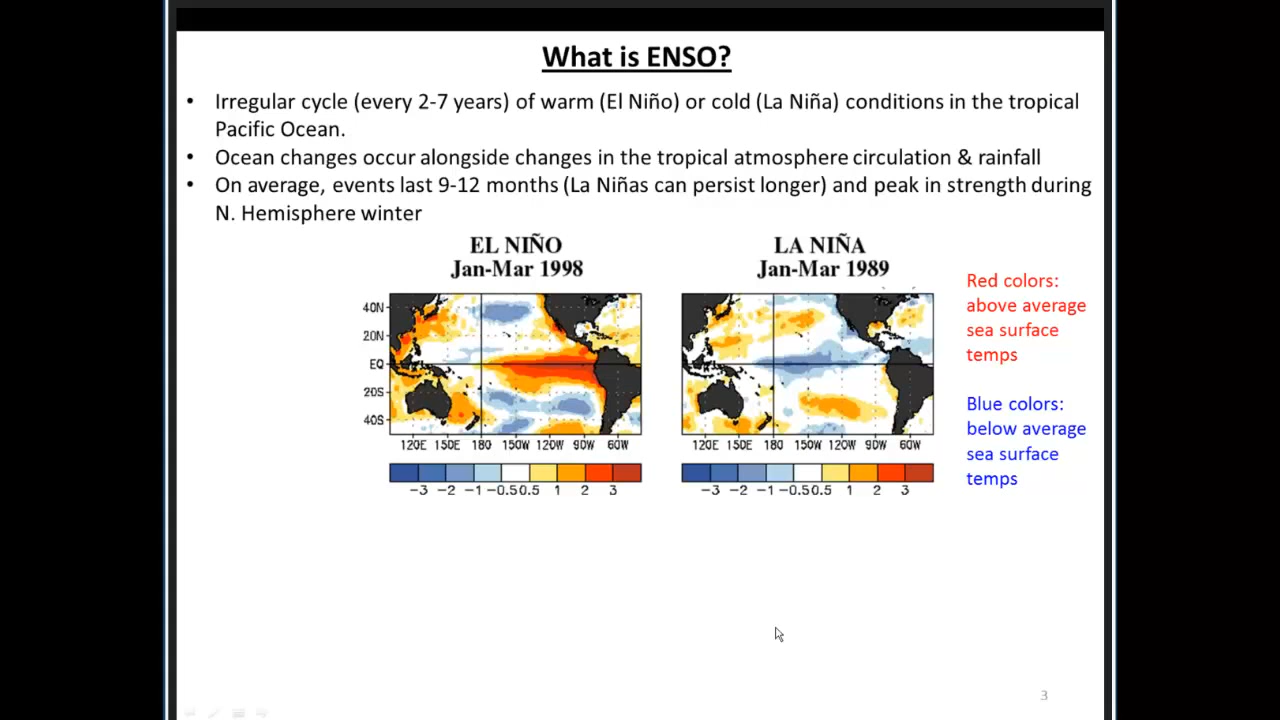 What is ENSO?
• Irregular cycle (every 2-7 years) of warm (El Niño) or cold (La Niña) conditions in the tropical
Pacific Ocean.
• Ocean changes occur alongside changes in the tropical atmosphere circulation & rainfall
• On average, events last 9-12 months (La Niñas can persist longer) and peak in strength during
N. Hemisphere winter
EL NIÑO
Jan-Mar 1998
40N
20N
EQ
20S
40S
120E 150E 180 150W 120W 90W 60W
-3 -2 -1 -0.5 0.5 1 2 3
LA NIÑA
Jan-Mar 1989
120E 150E 180 150W 120W 90W 60W
-3 -2 -1 -0.5 0.5 1 2 3
Red colors:
above average
sea surface
temps
Blue colors:
below average
sea surface
temps
3